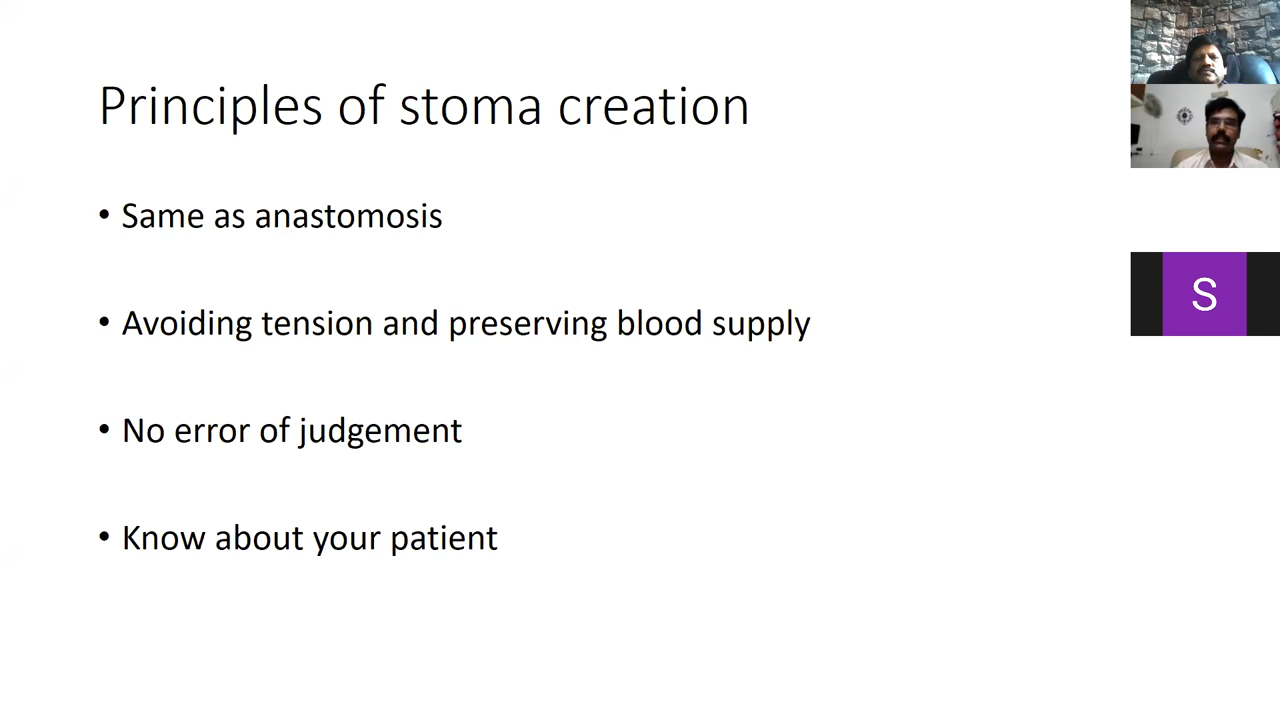 Principles of stoma creation
• Same as anastomosis
• Avoiding tension and preserving blood supply
• No error of judgement
• Know about your patient
S